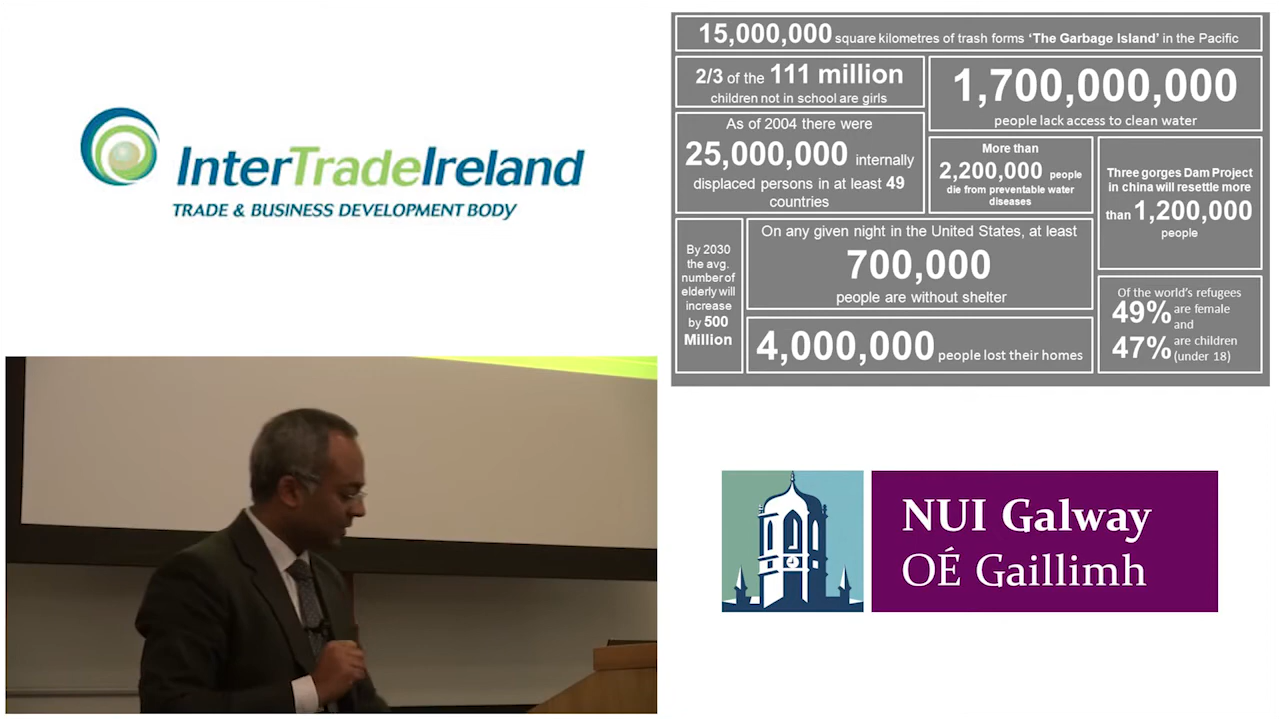 InterTradeIreland
TRADE & BUSINESS DEVELOPMENT BODY
15,000,000 square kilometres of trash forms ‘The Garbage Island’ in the Pacific
2/3 of the 111 million
children not in school are girls
1,700,000,000
people lack access to clean water
As of 2004 there were
25,000,000 internally
displaced persons in at least 49
countries
More than
2,200,000 people
die from preventable water
diseases
Three gorges Dam Project
in china will resettle more
than 1,200,000
people
By 2030
the avg.
number of
elderly will
increase
by 500
Million
On any given night in the United States, at least
700,000
people are without shelter
4,000,000 people lost their homes
Of the world's refugees
49% are female
and
47% are children
(under 18)
NUI Galway
OÉ Gaillimh